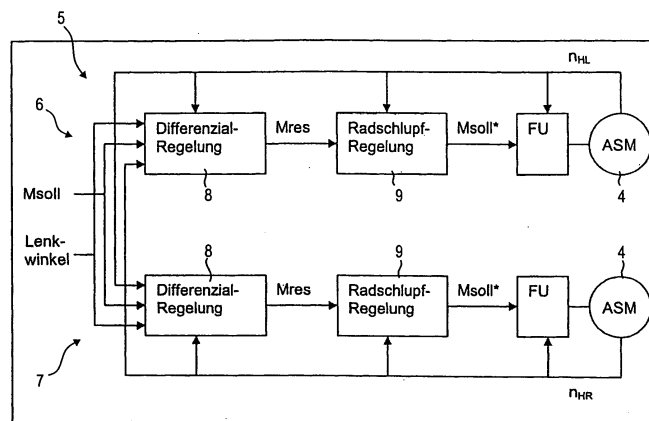 5
n_HL
6
Differenzial-
Regelung
8
Mres
Radschlupf-
Regelung
9
Msoll*
FU
ASM
4
Msoll
Lenk-
winkel
8
Differenzial-
Regelung
Mres
9
Radschlupf-
Regelung
Msoll*
FU
4
ASM
7
n_HR